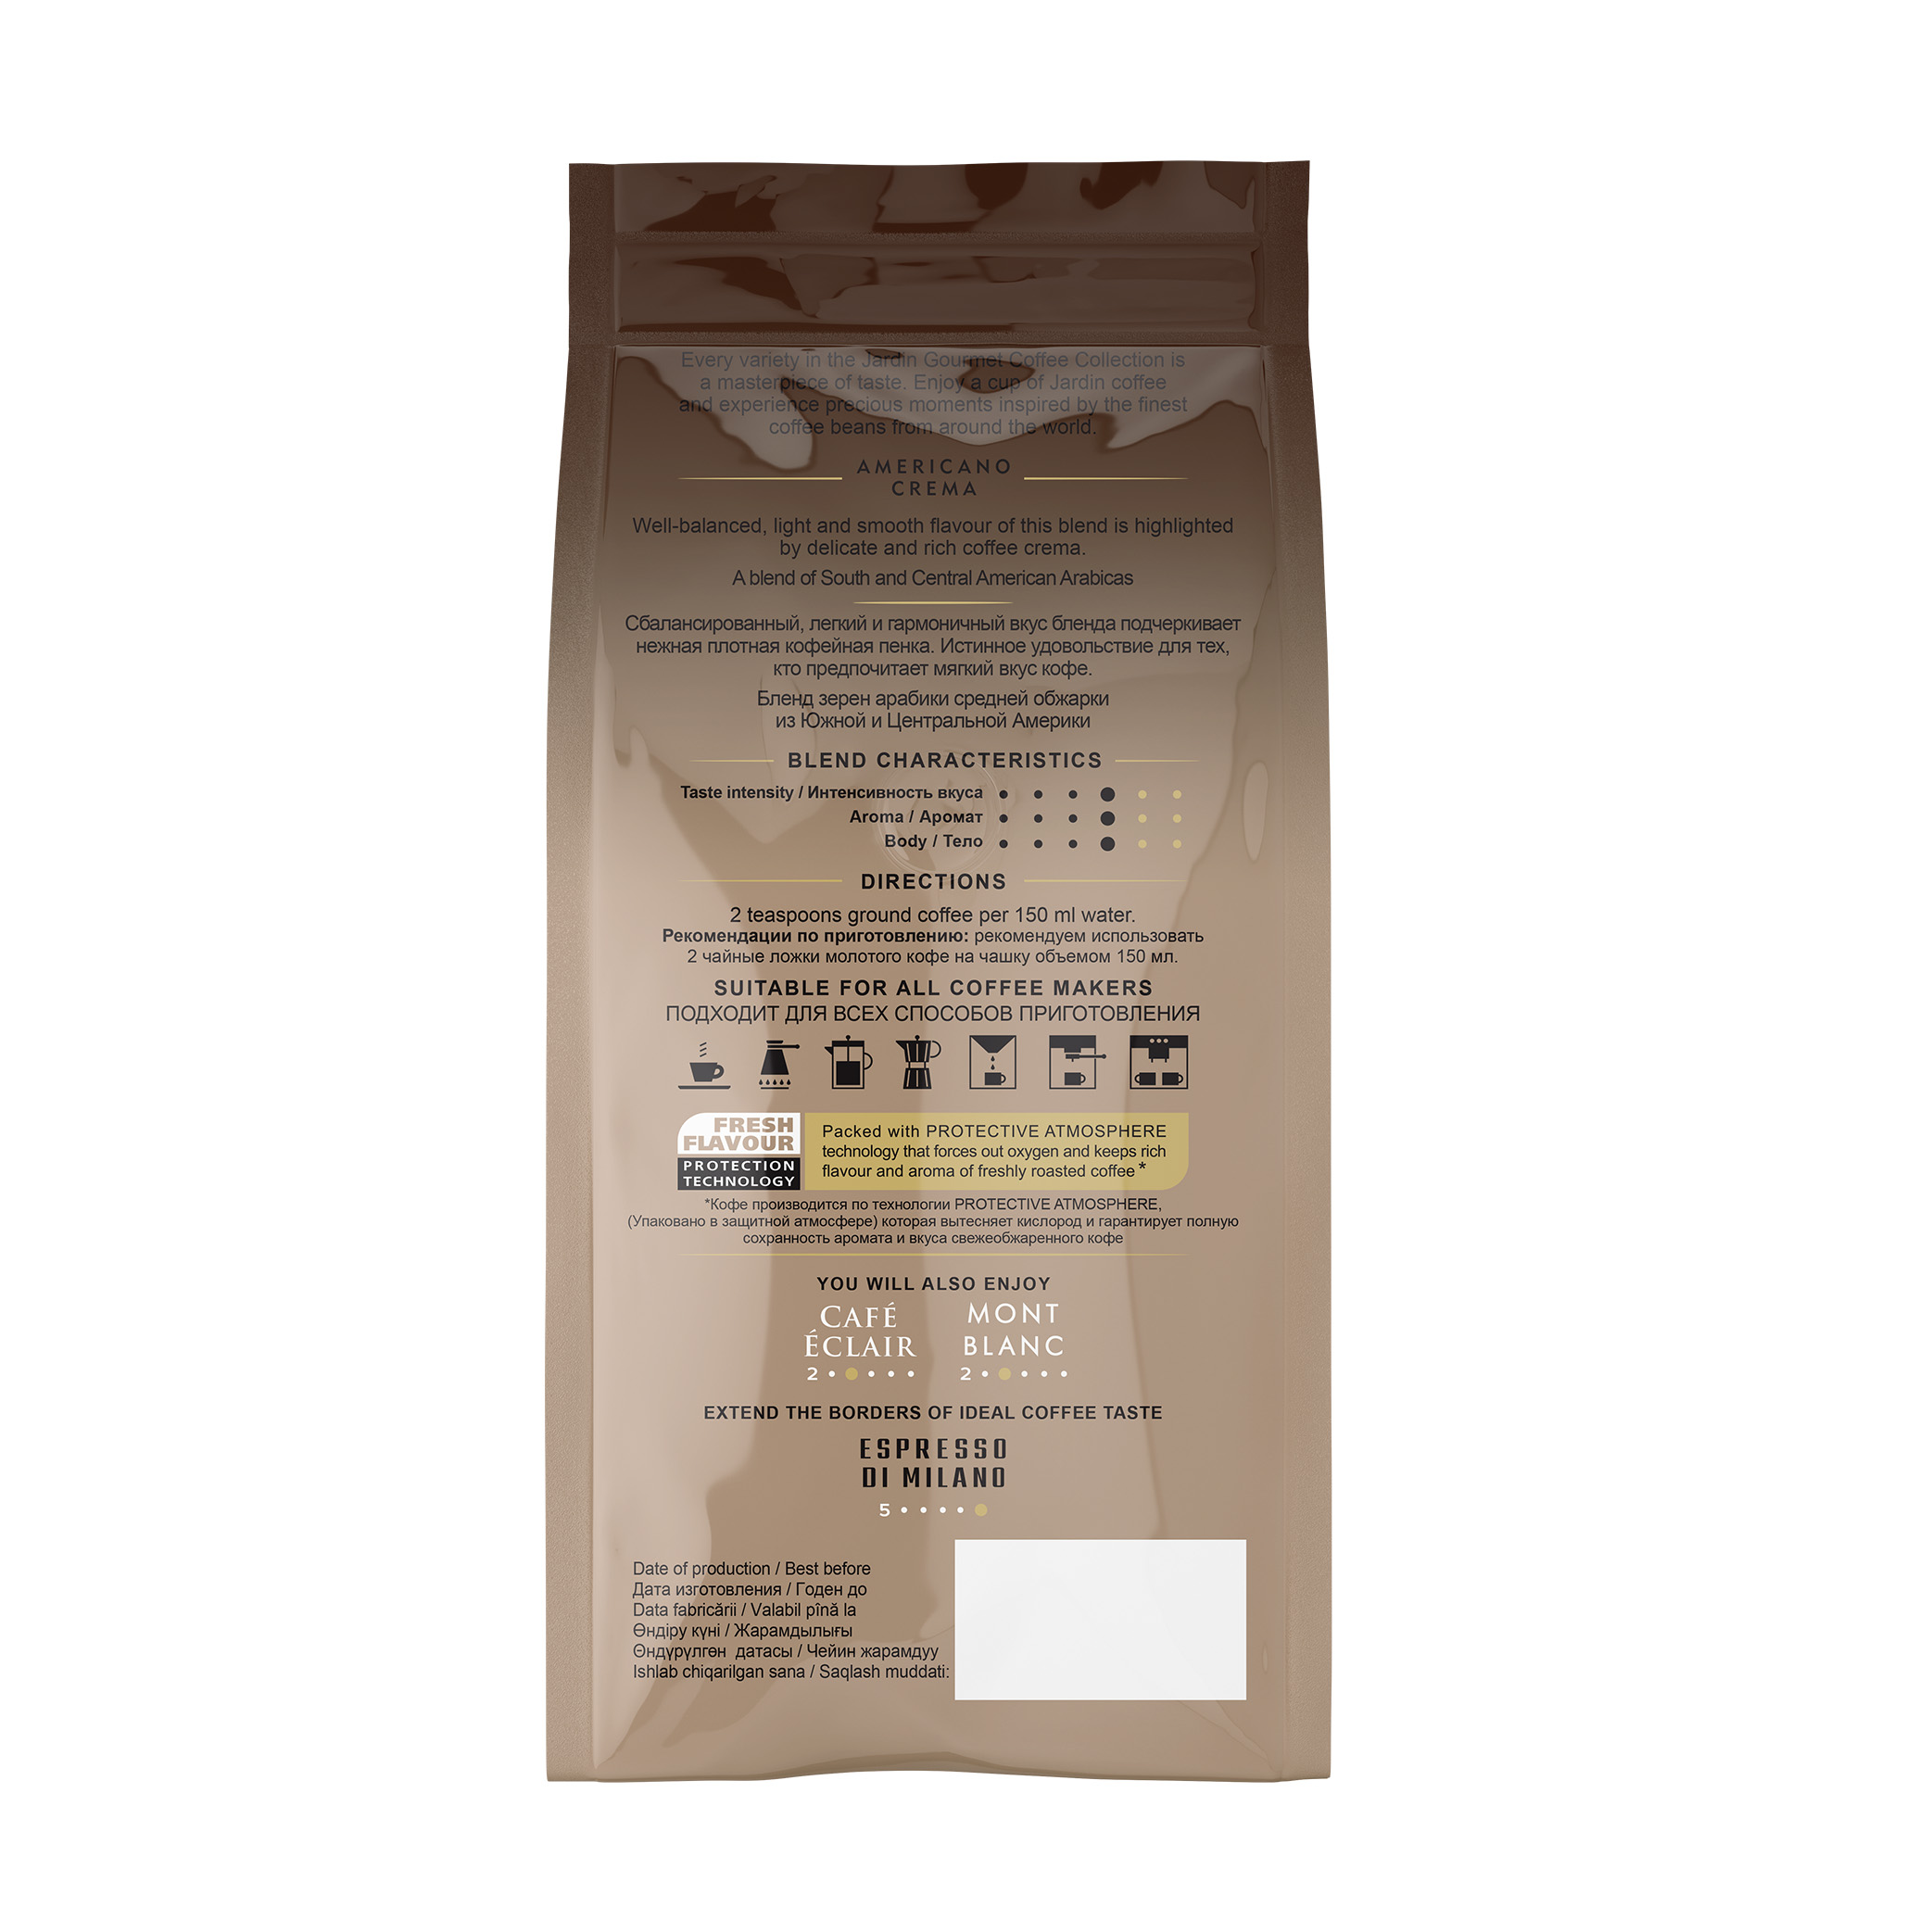 Every variety in the Jardin Gourmet Coffee Collection is
a masterpiece of taste. Enjoy a cup of Jardin coffee
and experience precious moments inspired by the finest
coffee beans from around the world.
AMERICANO
CREMA
Well-balanced, light and smooth flavour of this blend is highlighted
by delicate and rich coffee crema.
A blend of South and Central American Arabicas
Сбалансированный, легкий и гармоничный вкус бленда подчеркивает
нежная плотная кофейная пенка. Истинное удовольствие для тех,
кто предпочитает мягкий вкус кофе.
Бленд зерен арабики средней обжарки
из Южной и Центральной Америки
BLEND CHARACTERISTICS
Taste intensity / Интенсивность вкуса
Aroma / Аромат
Body / Тело
DIRECTIONS
2 teaspoons ground coffee per 150 ml water.
Рекомендации по приготовлению: рекомендуем использовать
2 чайные ложки молотого кофе на чашку объемом 150 мл.
SUITABLE FOR ALL COFFEE MAKERS
ПОДХОДИТ ДЛЯ ВСЕХ СПОСОБОВ ПРИГОТОВЛЕНИЯ
FRESH
FLAVOUR
PROTECTION
TECHNOLOGY
Packed with PROTECTIVE ATMOSPHERE
technology that forces out oxygen and keeps rich
flavour and aroma of freshly roasted coffee*
*Кофе производится по технологии PROTECTIVE ATMOSPHERE,
(Упаковано в защитной атмосфере) которая вытесняет кислород и гарантирует полную
сохранность аромата и вкуса свежеобжаренного кофе
YOU WILL ALSO ENJOY
CAFÉ
ÉCLAIR
2
MONT
BLANC
2
EXTEND THE BORDERS OF IDEAL COFFEE TASTE
ESPRESSO
DI MILANO
5
Date of production / Best before
Дата изготовления / Годен до
Data fabricării / Valabil pînă la
Өндіру күні / Жарамдылығы
Өндүрүлгөн датасы / Чейин жарамдуу
Ishlab chiqarilgan sana / Saqlash muddati: